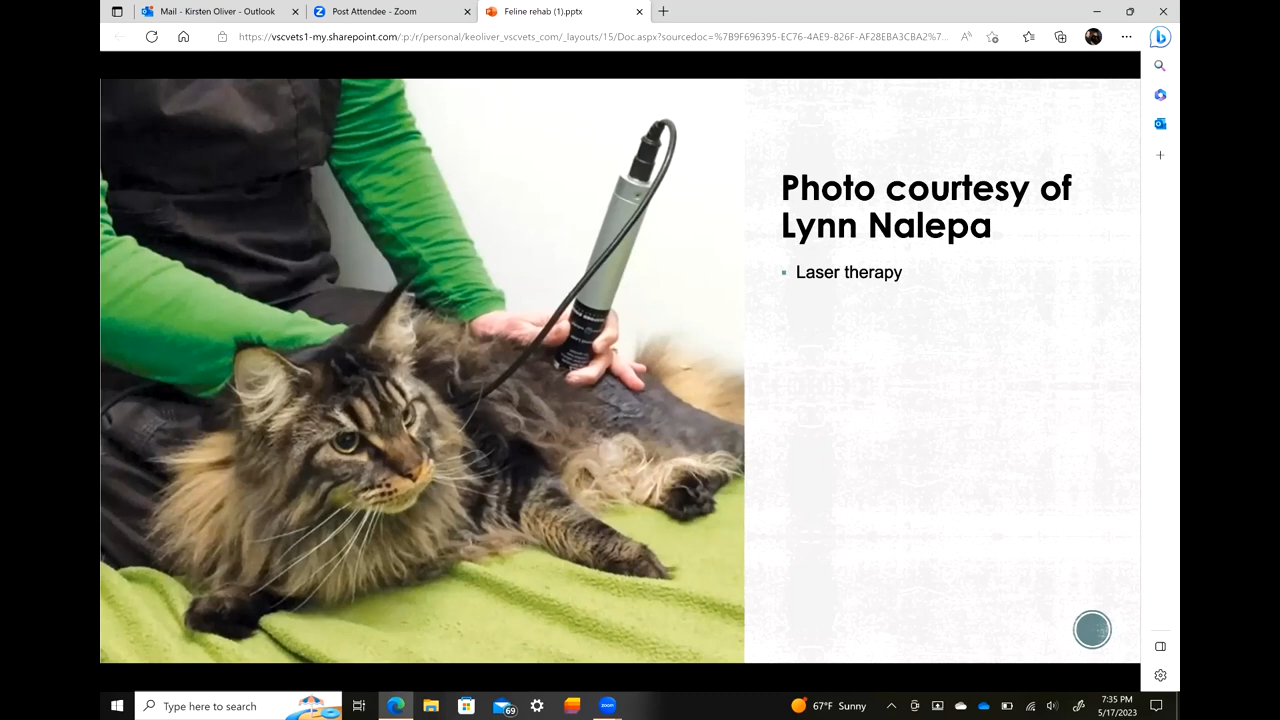 Mail - Kirsten Oliver - Outlook
Post Attendee - Zoom
Feline rehab (1).pptx
https://vscvets1-my.sharepoint.com/:p:/r/personal/keoliver_vscvets_com/_layouts/15/Doc.aspx?sourcedoc=%7B9F696395-EC76-4AE9-826F-AF28EBA3CBA2%7...
Photo courtesy of
Lynn Nalepa
Laser therapy
Type here to search
69
zoom
67°F Sunny
7:35 PM
5/17/2023